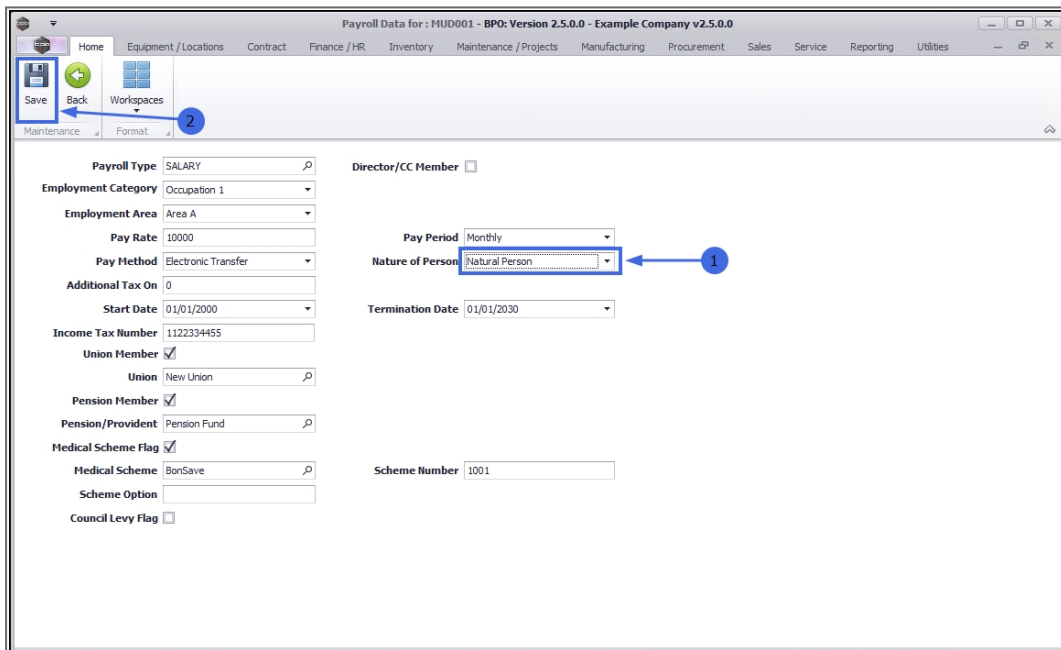 Payroll Data for : MUD001 - BPO: Version 2.5.0.0 - Example Company v2.5.0.0
Home Equipment / Locations Contract Finance / HR Inventory Maintenance / Projects Manufacturing Procurement Sales Service Reporting Utilities
Save Back Workspaces
2
Maintenance Format
Payroll Type SALARY Director/CC Member
Employment Category Occupation 1
Employment Area Area A
Pay Rate 10000 Pay Period Monthly
Pay Method Electronic Transfer Nature of Person Natural Person 1
Additional Tax On 0
Start Date 01/01/2000 Termination Date 01/01/2030
Income Tax Number 1122334455
Union Member
Union New Union
Pension Member
Pension/Provident Pension Fund
Medical Scheme Flag
Medical Scheme BonSave Scheme Number 1001
Scheme Option
Council Levy Flag